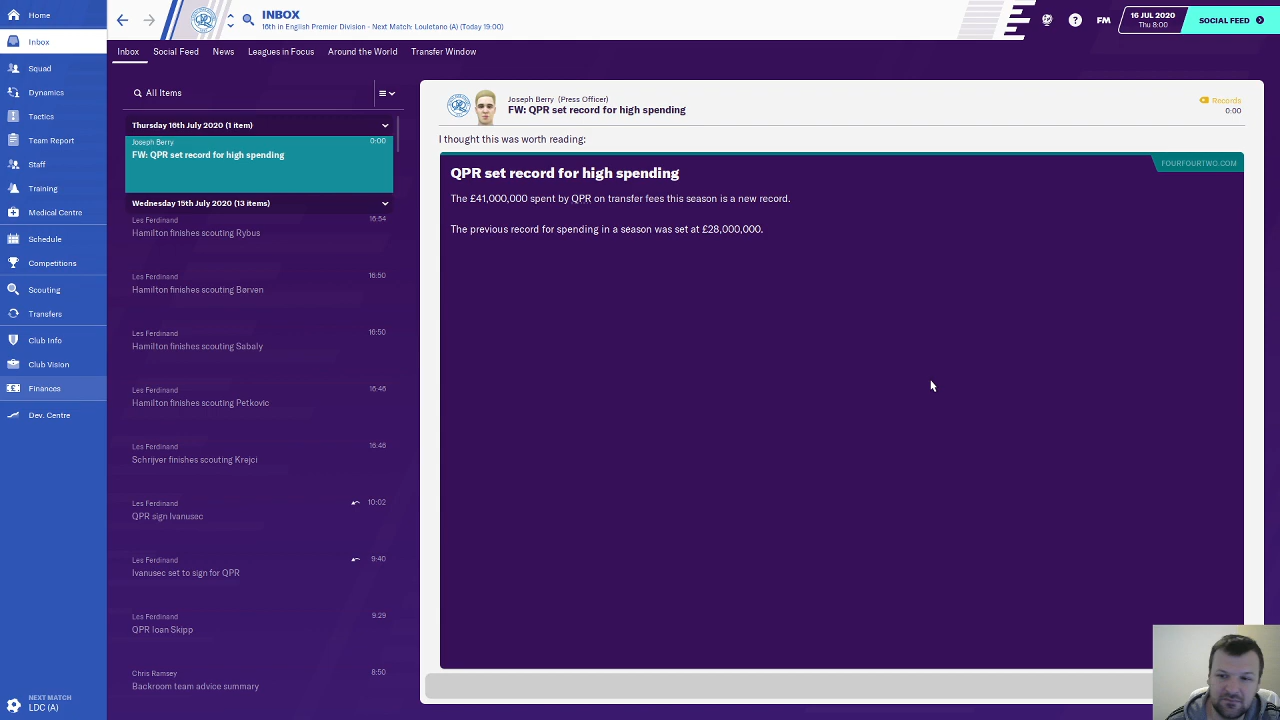 INBOX
16th in English Premier Division - Next Match: Louletano (A) (Today 19:00)
FM
16 JUL 2020
Thu 8:00
SOCIAL FEED
Home
Inbox
Squad
Dynamics
Tactics
Team Report
Staff
Training
Medical Centre
Schedule
Competitions
Scouting
Transfers
Club Info
Club Vision
Finances
Dev. Centre
NEXT MATCH
LDC (A)
Inbox
Social Feed
News
Leagues in Focus
Around the World
Transfer Window
All Items
Thursday 16th July 2020 (1 item)
Joseph Berry 0:00
FW: QPR set record for high spending
Wednesday 15th July 2020 (13 items)
Les Ferdinand 16:54
Hamilton finishes scouting Rybus
Les Ferdinand 16:50
Hamilton finishes scouting Børven
Les Ferdinand 16:50
Hamilton finishes scouting Sabaly
Les Ferdinand 16:46
Hamilton finishes scouting Petkovic
Les Ferdinand 16:46
Schrijver finishes scouting Krejci
Les Ferdinand 10:02
QPR sign Ivanusec
Les Ferdinand 9:40
Ivanusec set to sign for QPR
Les Ferdinand 9:29
QPR loan Skipp
Chris Ramsey 8:50
Backroom team advice summary
Joseph Berry (Press Officer)
FW: QPR set record for high spending
Records
0:00
I thought this was worth reading:
FOURFOURTWO.COM
QPR set record for high spending
The £41,000,000 spent by QPR on transfer fees this season is a new record.
The previous record for spending in a season was set at £28,000,000.